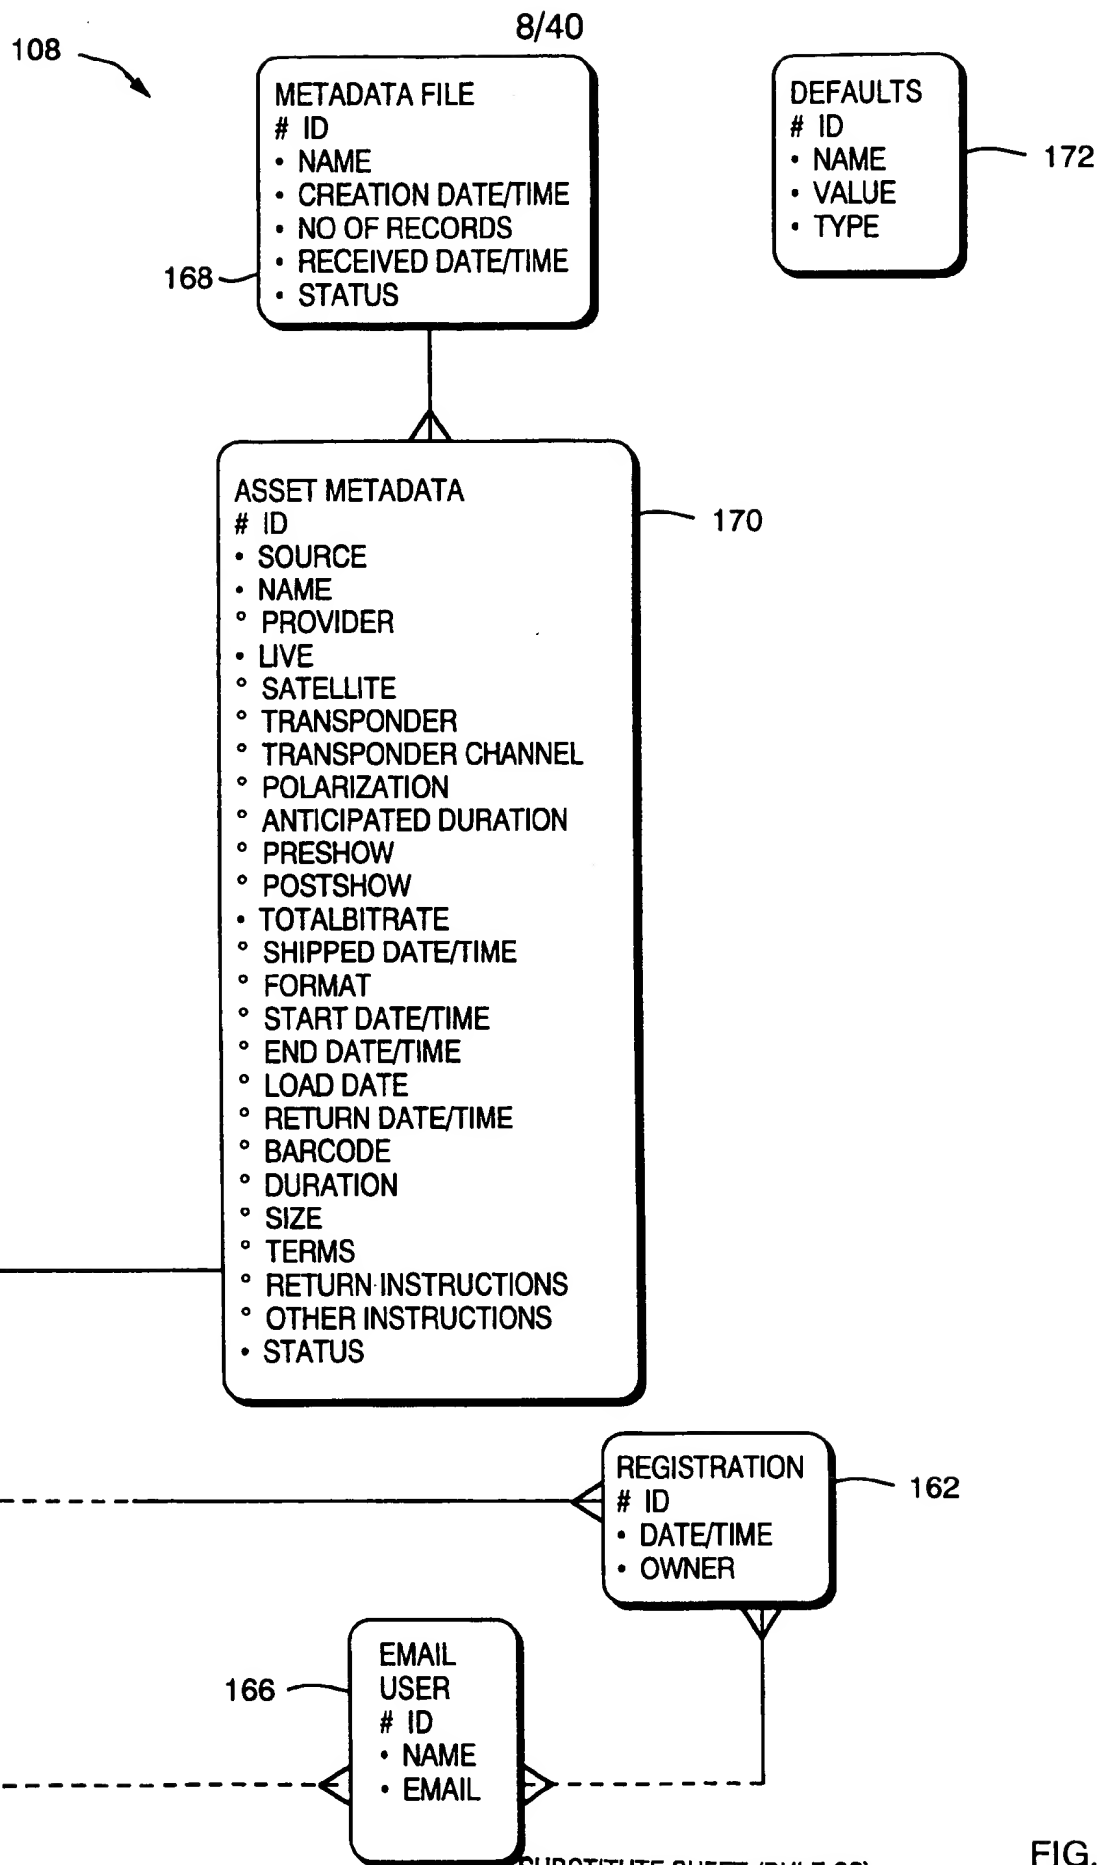 8/40
108
METADATA FILE
# ID
• NAME
• CREATION DATE/TIME
• NO OF RECORDS
• RECEIVED DATE/TIME
• STATUS
168
DEFAULTS
# ID
• NAME
• VALUE
• TYPE
172
ASSET METADATA
# ID
• SOURCE
• NAME
° PROVIDER
• LIVE
° SATELLITE
° TRANSPONDER
° TRANSPONDER CHANNEL
° POLARIZATION
° ANTICIPATED DURATION
° PRESHOW
° POSTSHOW
• TOTALBITRATE
° SHIPPED DATE/TIME
° FORMAT
° START DATE/TIME
° END DATE/TIME
° LOAD DATE
° RETURN DATE/TIME
° BARCODE
° DURATION
° SIZE
° TERMS
° RETURN INSTRUCTIONS
° OTHER INSTRUCTIONS
• STATUS
170
REGISTRATION
# ID
• DATE/TIME
• OWNER
162
EMAIL
USER
# ID
• NAME
• EMAIL
166
FIG.